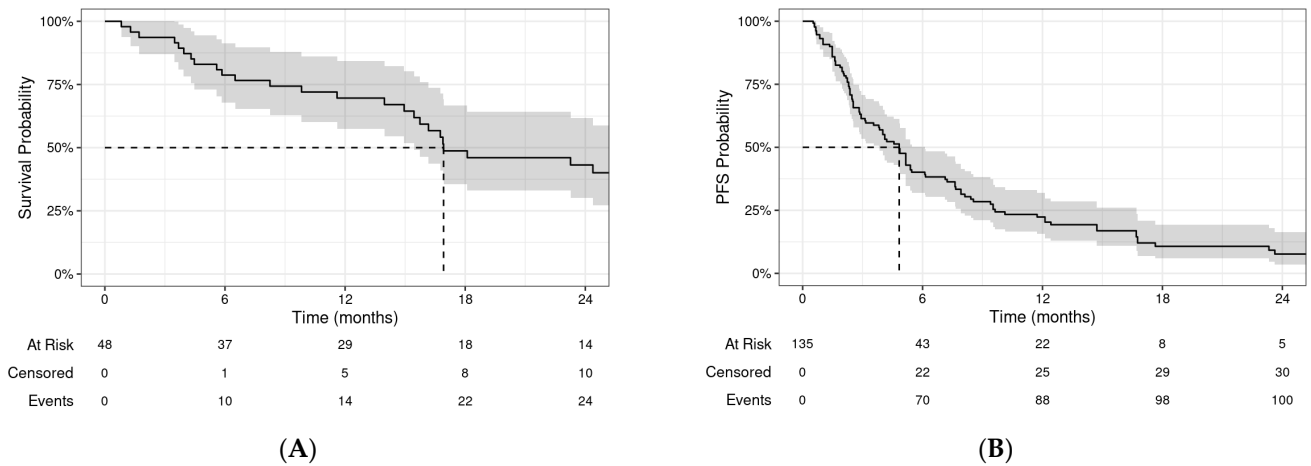 100%
75%
50%
25%
0%
Survival Probability
0 6 12 18 24
Time (months)
At Risk 48 37 29 18 14
Censored 0 1 5 8 10
Events 0 10 14 22 24
(A)
100%
75%
50%
25%
0%
PFS Probability
0 6 12 18 24
Time (months)
At Risk 135 43 22 8 5
Censored 0 22 25 29 30
Events 0 70 88 98 100
(B)